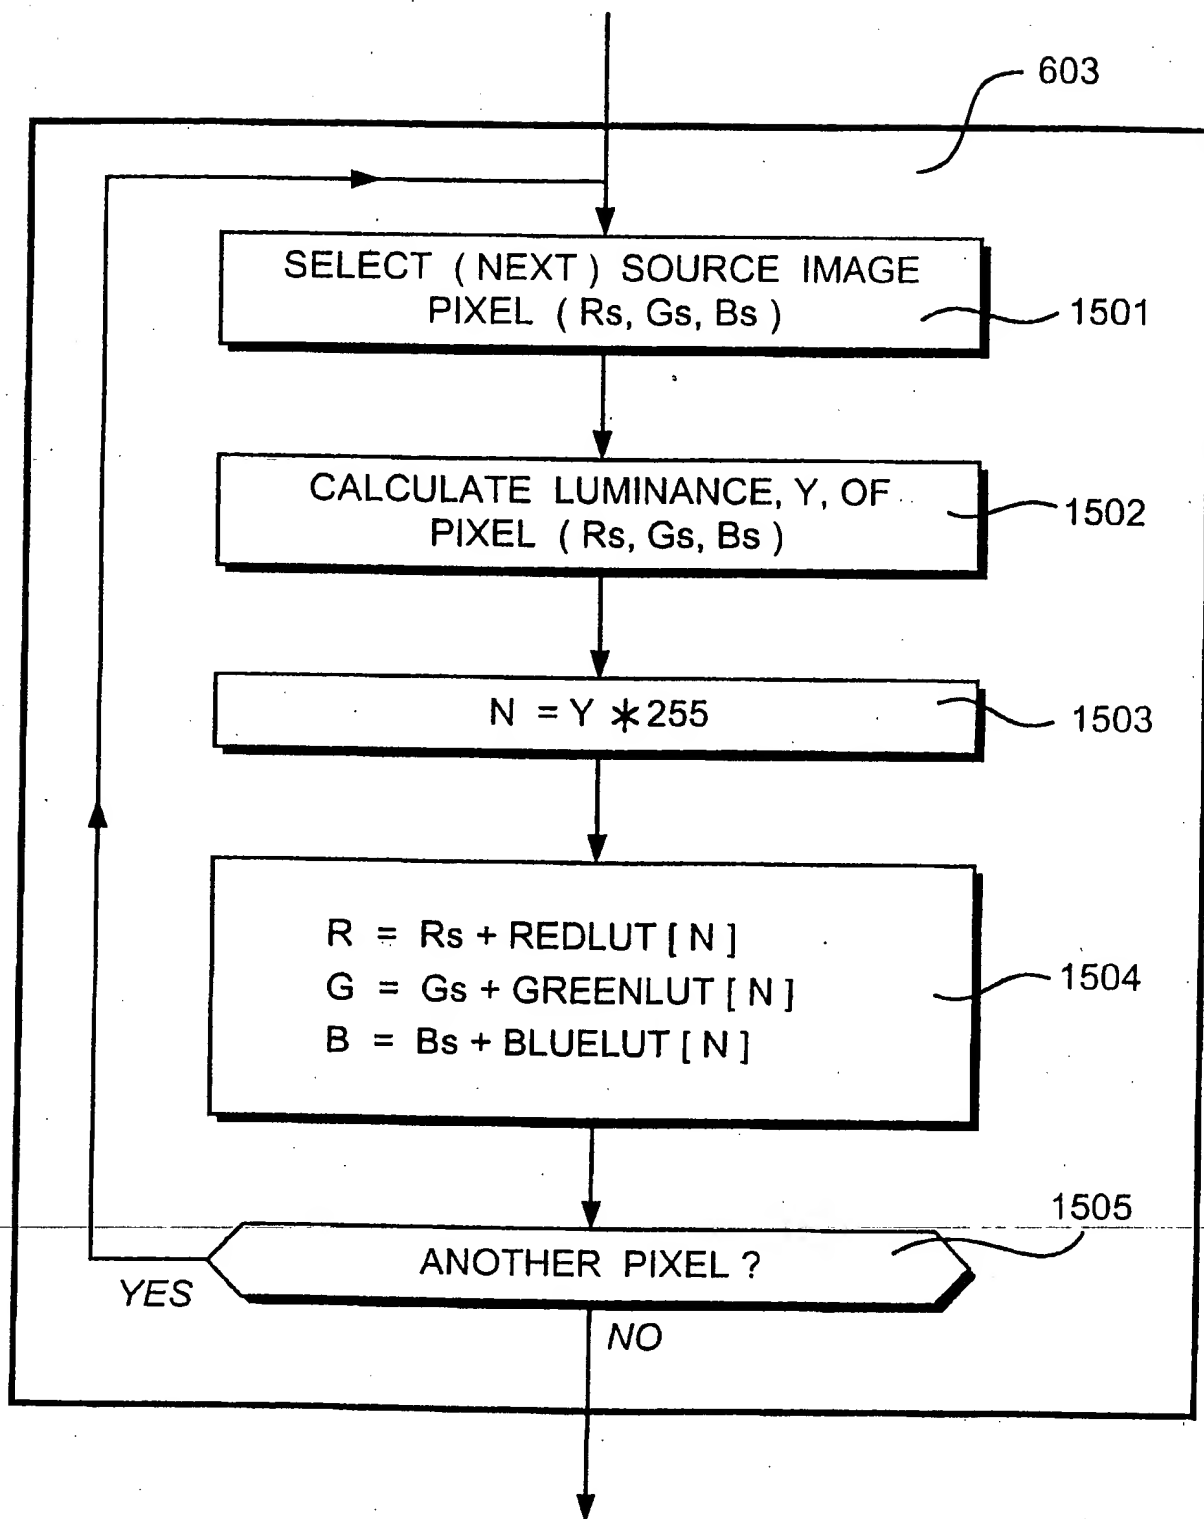 603
SELECT ( NEXT ) SOURCE IMAGE
PIXEL ( Rs, Gs, Bs )
1501
CALCULATE LUMINANCE, Y, OF
PIXEL ( Rs, Gs, Bs )
1502
N = Y * 255
1503
R = Rs + REDLUT [ N ]
G = Gs + GREENLUT [ N ]
B = Bs + BLUELUT [ N ]
1504
1505
ANOTHER PIXEL ?
YES
NO